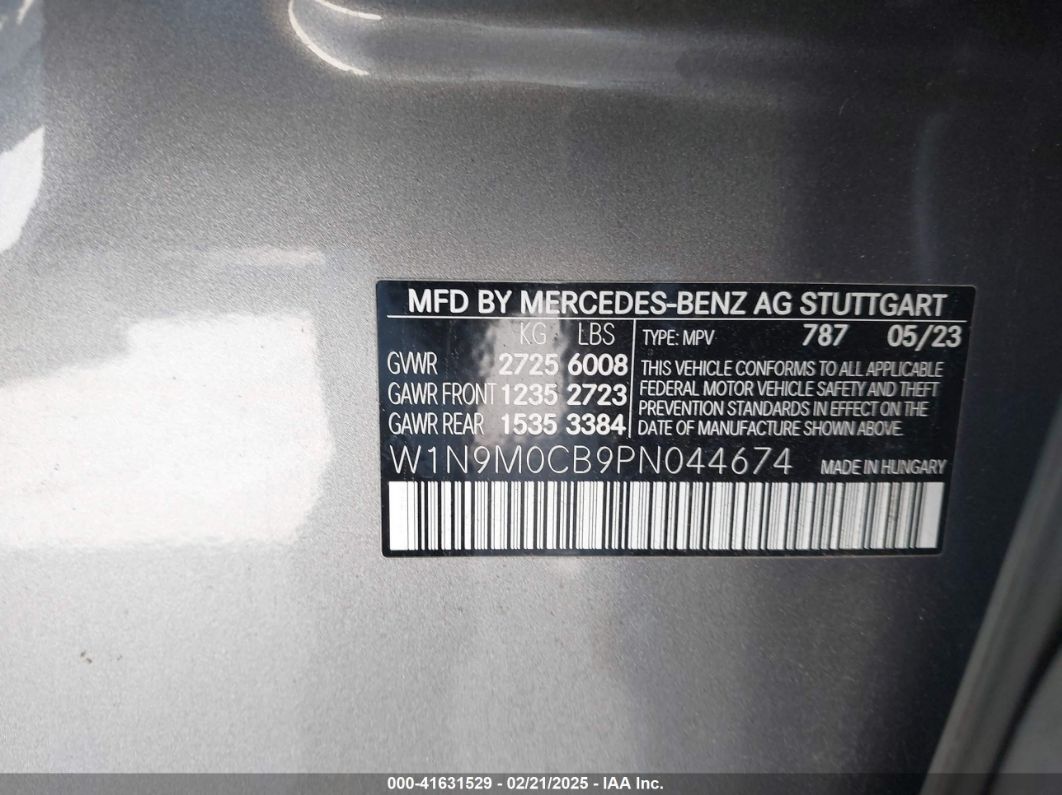 MFD BY MERCEDES-BENZ AG STUTTGART
KG LBS
GVWR 2725 6008
GAWR FRONT 1235 2723
GAWR REAR 1535 3384
TYPE: MPV 787 05/23
THIS VEHICLE CONFORMS TO ALL APPLICABLE
FEDERAL MOTOR VEHICLE SAFETY AND THEFT
PREVENTION STANDARDS IN EFFECT ON THE
DATE OF MANUFACTURE SHOWN ABOVE.
W1N9M0CB9PN044674 MADE IN HUNGARY
000-41631529 - 02/21/2025 - IAA Inc.